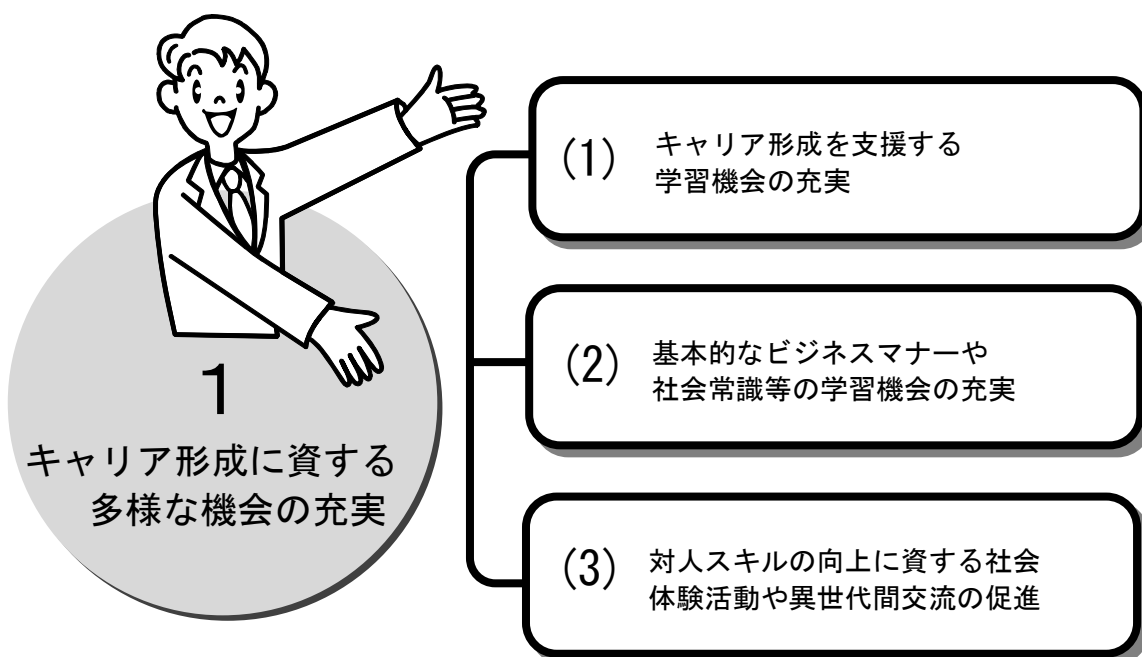 1
キャリア形成に資する
多様な機会の充実
(1) キャリア形成を支援する
学習機会の充実
(2) 基本的なビジネスマナーや
社会常識等の学習機会の充実
(3) 対人スキルの向上に資する社会
体験活動や異世代間交流の促進